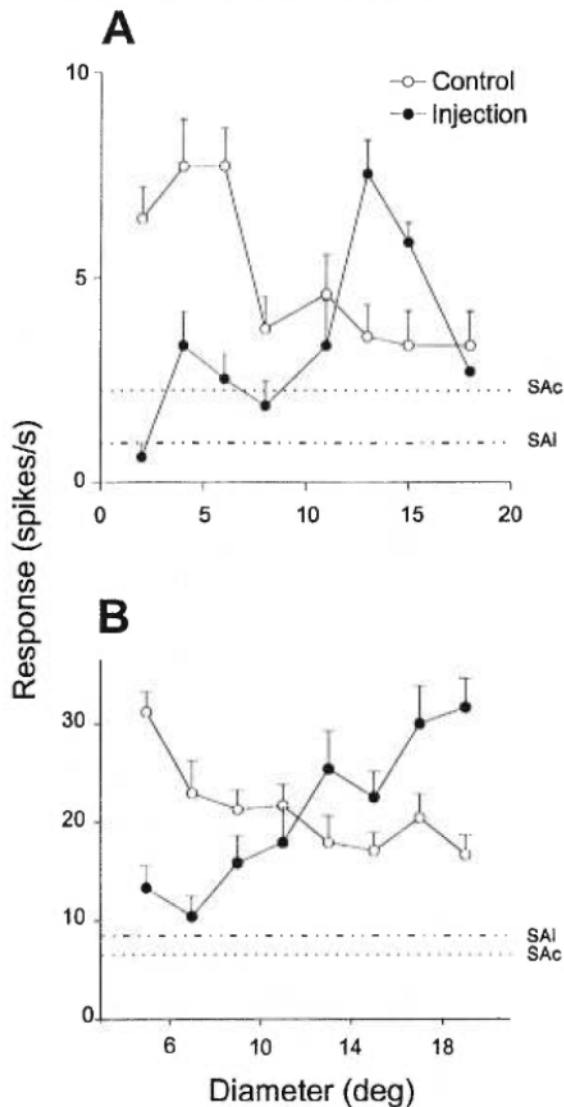 A
10
Control
Injection
5
SAc
SAI
0
0 5 10 15 20
Response (spikes/s)
B
30
20
10
SAI
SAc
0
6 10 14 18
Diameter (deg)